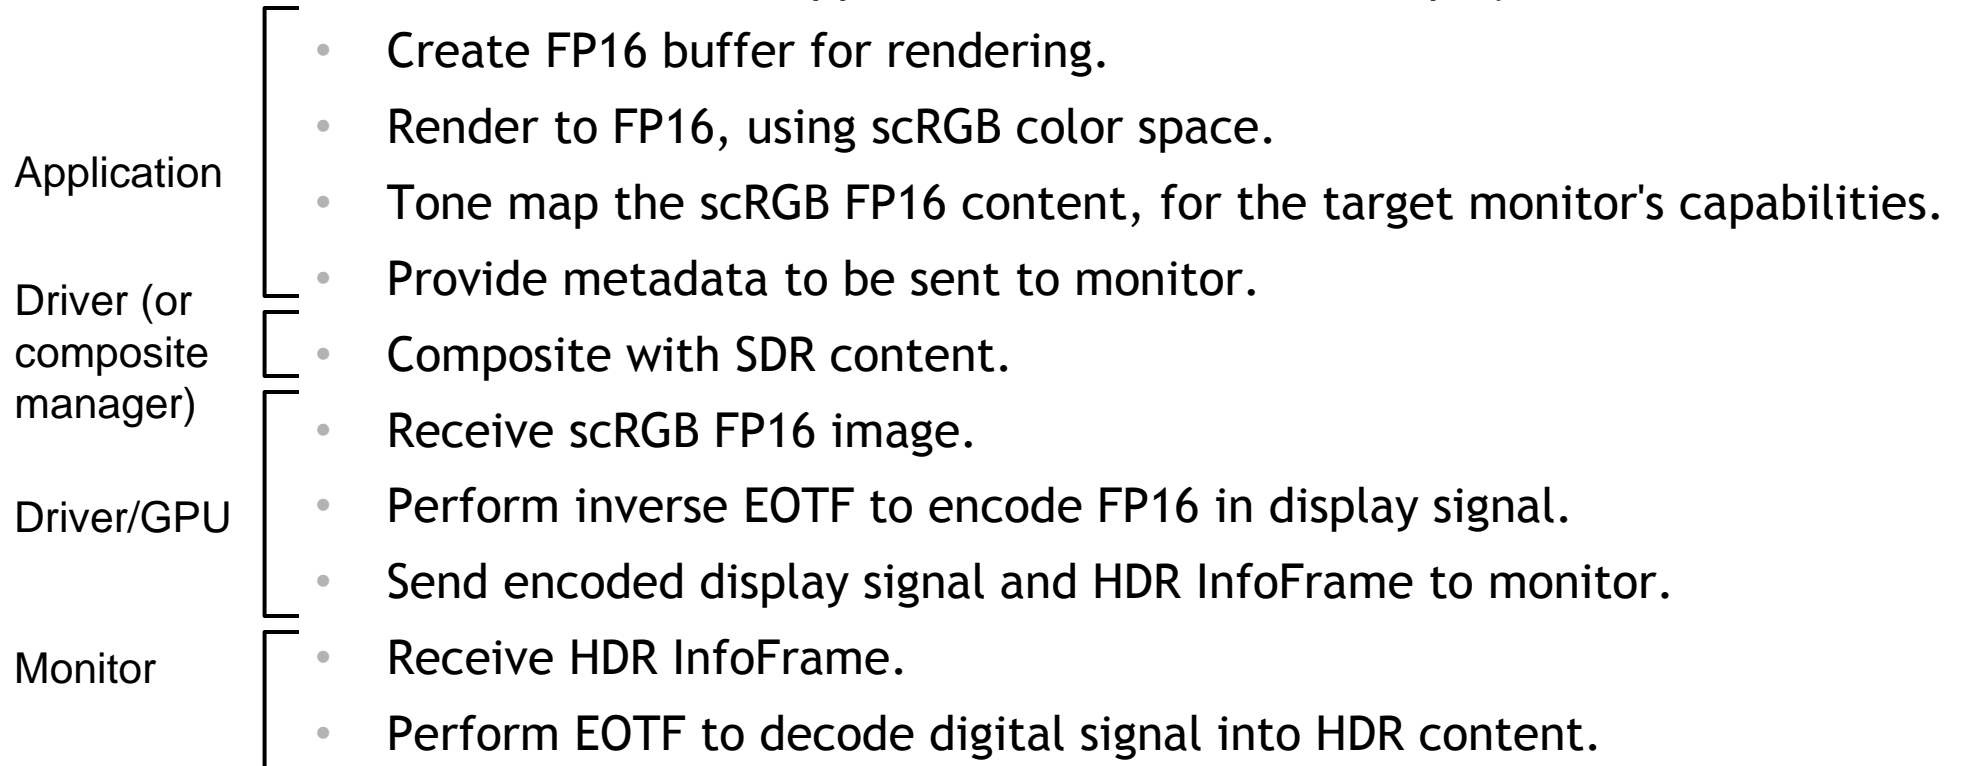 Application
Driver (or
composite
manager)
Driver/GPU
Monitor
• Create FP16 buffer for rendering.
• Render to FP16, using scRGB color space.
• Tone map the scRGB FP16 content, for the target monitor's capabilities.
• Provide metadata to be sent to monitor.
• Composite with SDR content.
• Receive scRGB FP16 image.
• Perform inverse EOTF to encode FP16 in display signal.
• Send encoded display signal and HDR InfoFrame to monitor.
• Receive HDR InfoFrame.
• Perform EOTF to decode digital signal into HDR content.